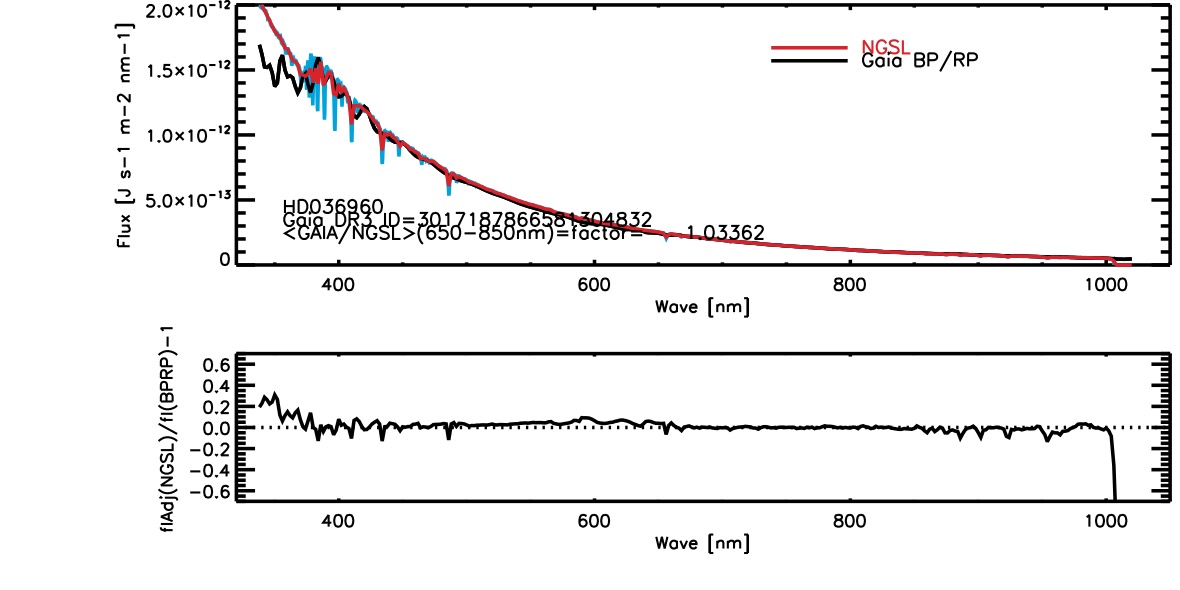 2.0×10−12
1.5×10−12
1.0×10−12
5.0×10−13
0
Flux [J s−1 m−2 nm−1]
NGSL
Gaia BP/RP
HD036960
Gaia DR3 ID=3017187866581304832
<GAIA/NGSL>(650−850nm)=factor= 1.03362
400 600 800 1000
Wave [nm]
flAdj(NGSL)/fl(BPRP)−1
0.6
0.4
0.2
0.0
−0.2
−0.4
−0.6
400 600 800 1000
Wave [nm]